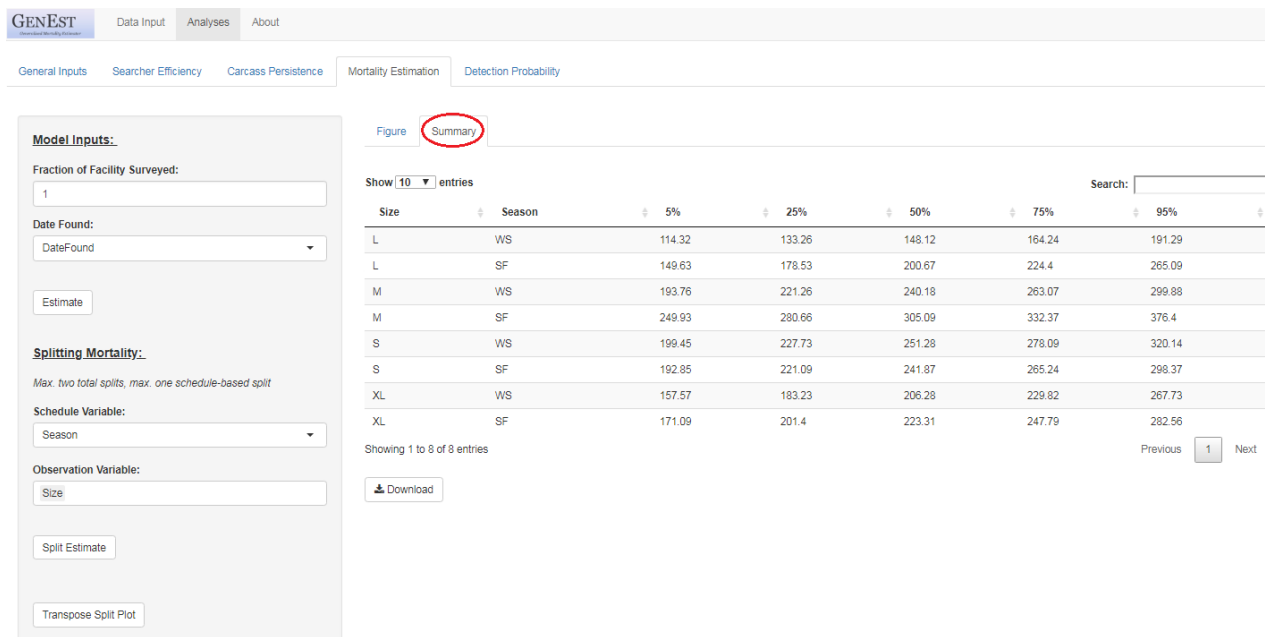 GENEST
Generalized Mortality Estimator
Data Input
Analyses
About
General Inputs
Searcher Efficiency
Carcass Persistence
Mortality Estimation
Detection Probability
Model Inputs:
Fraction of Facility Surveyed:
1
Date Found:
DateFound
Estimate
Splitting Mortality:
Max. two total splits, max. one schedule-based split
Schedule Variable:
Season
Observation Variable:
Size
Split Estimate
Transpose Split Plot
Figure
Summary
Show 10 entries
Search:
Size Season 5% 25% 50% 75% 95%
L WS 114.32 133.26 148.12 164.24 191.29
L SF 149.63 178.53 200.67 224.4 265.09
M WS 193.76 221.26 240.18 263.07 299.88
M SF 249.93 280.66 305.09 332.37 376.4
S WS 199.45 227.73 251.28 278.09 320.14
S SF 192.85 221.09 241.87 265.24 298.37
XL WS 157.57 183.23 206.28 229.82 267.73
XL SF 171.09 201.4 223.31 247.79 282.56
Showing 1 to 8 of 8 entries
Previous 1 Next
Download